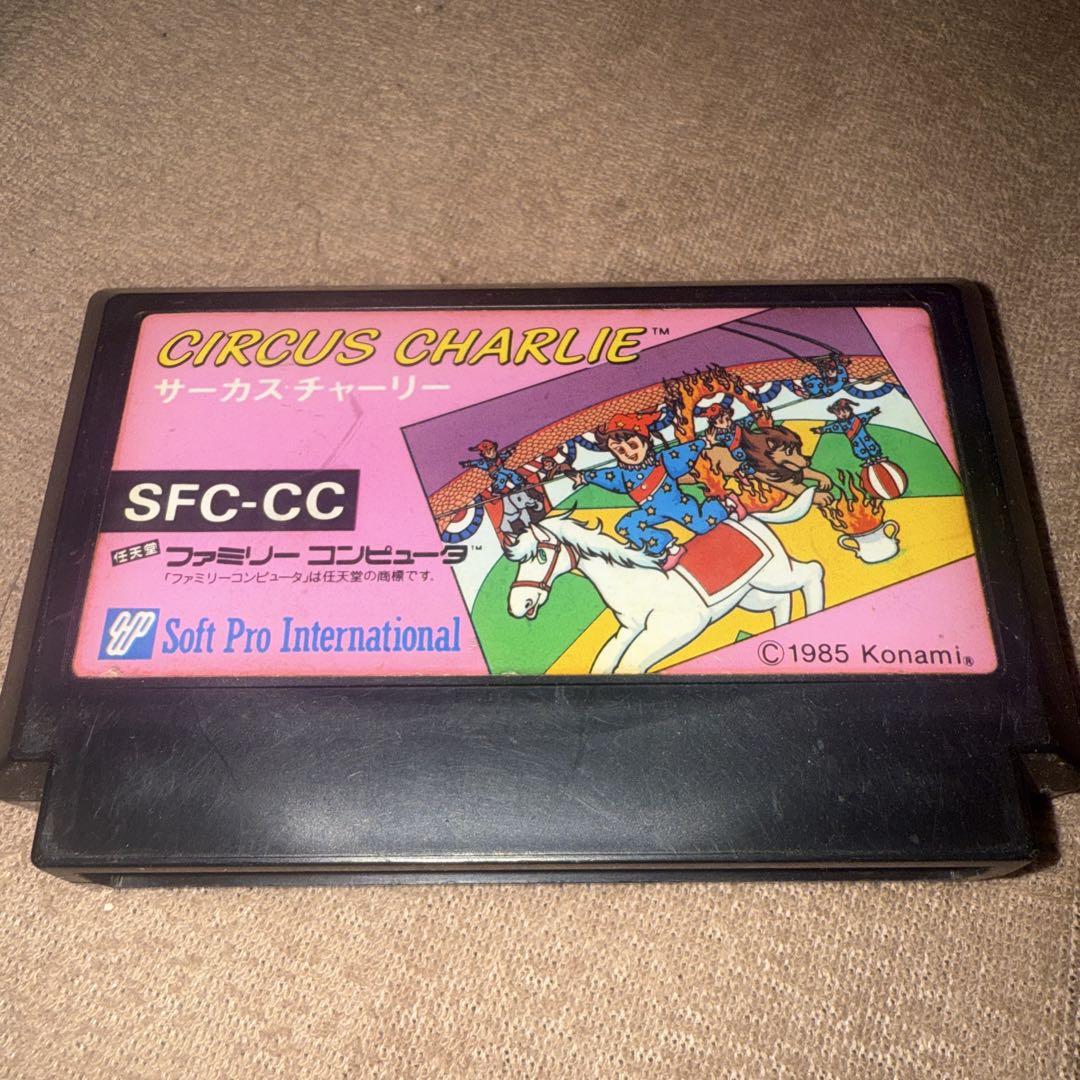 CIRCUS CHARLIE™
サーカス・チャーリー
SFC-CC
任天堂 ファミリー コンピュータ™
「ファミリーコンピュータ」は任天堂の商標です。
SP Soft Pro International
©1985 Konami®